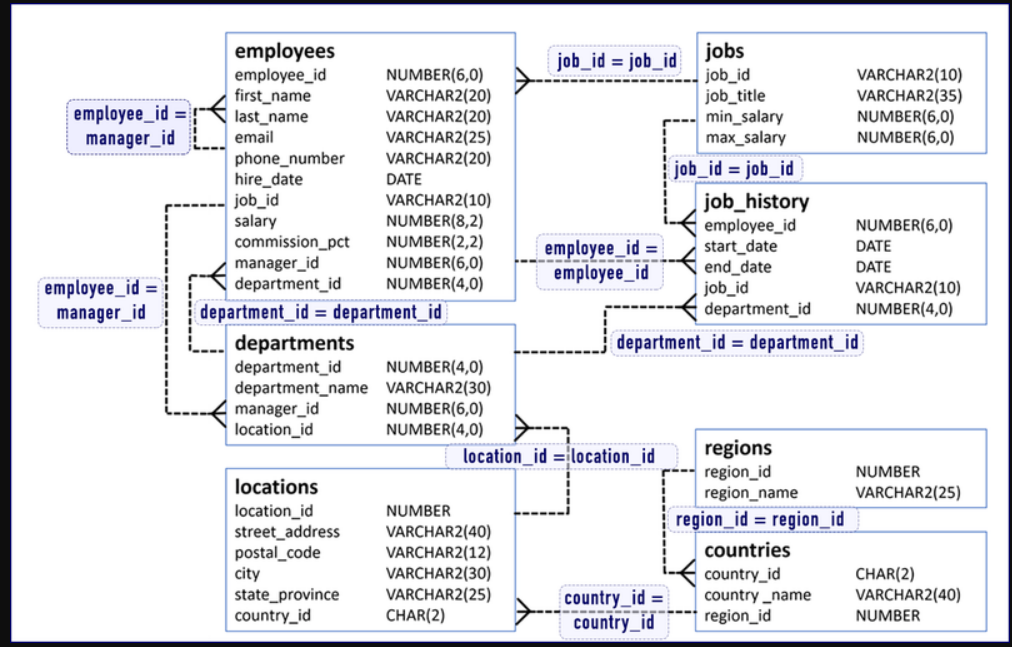 employees
employee_id NUMBER(6,0)
first_name VARCHAR2(20)
last_name VARCHAR2(20)
email VARCHAR2(25)
phone_number VARCHAR2(20)
hire_date DATE
job_id VARCHAR2(10)
salary NUMBER(8,2)
commission_pct NUMBER(2,2)
manager_id NUMBER(6,0)
department_id NUMBER(4,0)
employee_id =
manager_id
employee_id =
manager_id
job_id = job_id
jobs
job_id VARCHAR2(10)
job_title VARCHAR2(35)
min_salary NUMBER(6,0)
max_salary NUMBER(6,0)
job_id = job_id
job_history
employee_id NUMBER(6,0)
start_date DATE
end_date DATE
job_id VARCHAR2(10)
department_id NUMBER(4,0)
employee_id =
employee_id
department_id = department_id
department_id = department_id
departments
department_id NUMBER(4,0)
department_name VARCHAR2(30)
manager_id NUMBER(6,0)
location_id NUMBER(4,0)
location_id = location_id
locations
location_id NUMBER
street_address VARCHAR2(40)
postal_code VARCHAR2(12)
city VARCHAR2(30)
state_province VARCHAR2(25)
country_id CHAR(2)
regions
region_id NUMBER
region_name VARCHAR2(25)
region_id = region_id
countries
country_id CHAR(2)
country _name VARCHAR2(40)
region_id NUMBER
country_id =
country_id